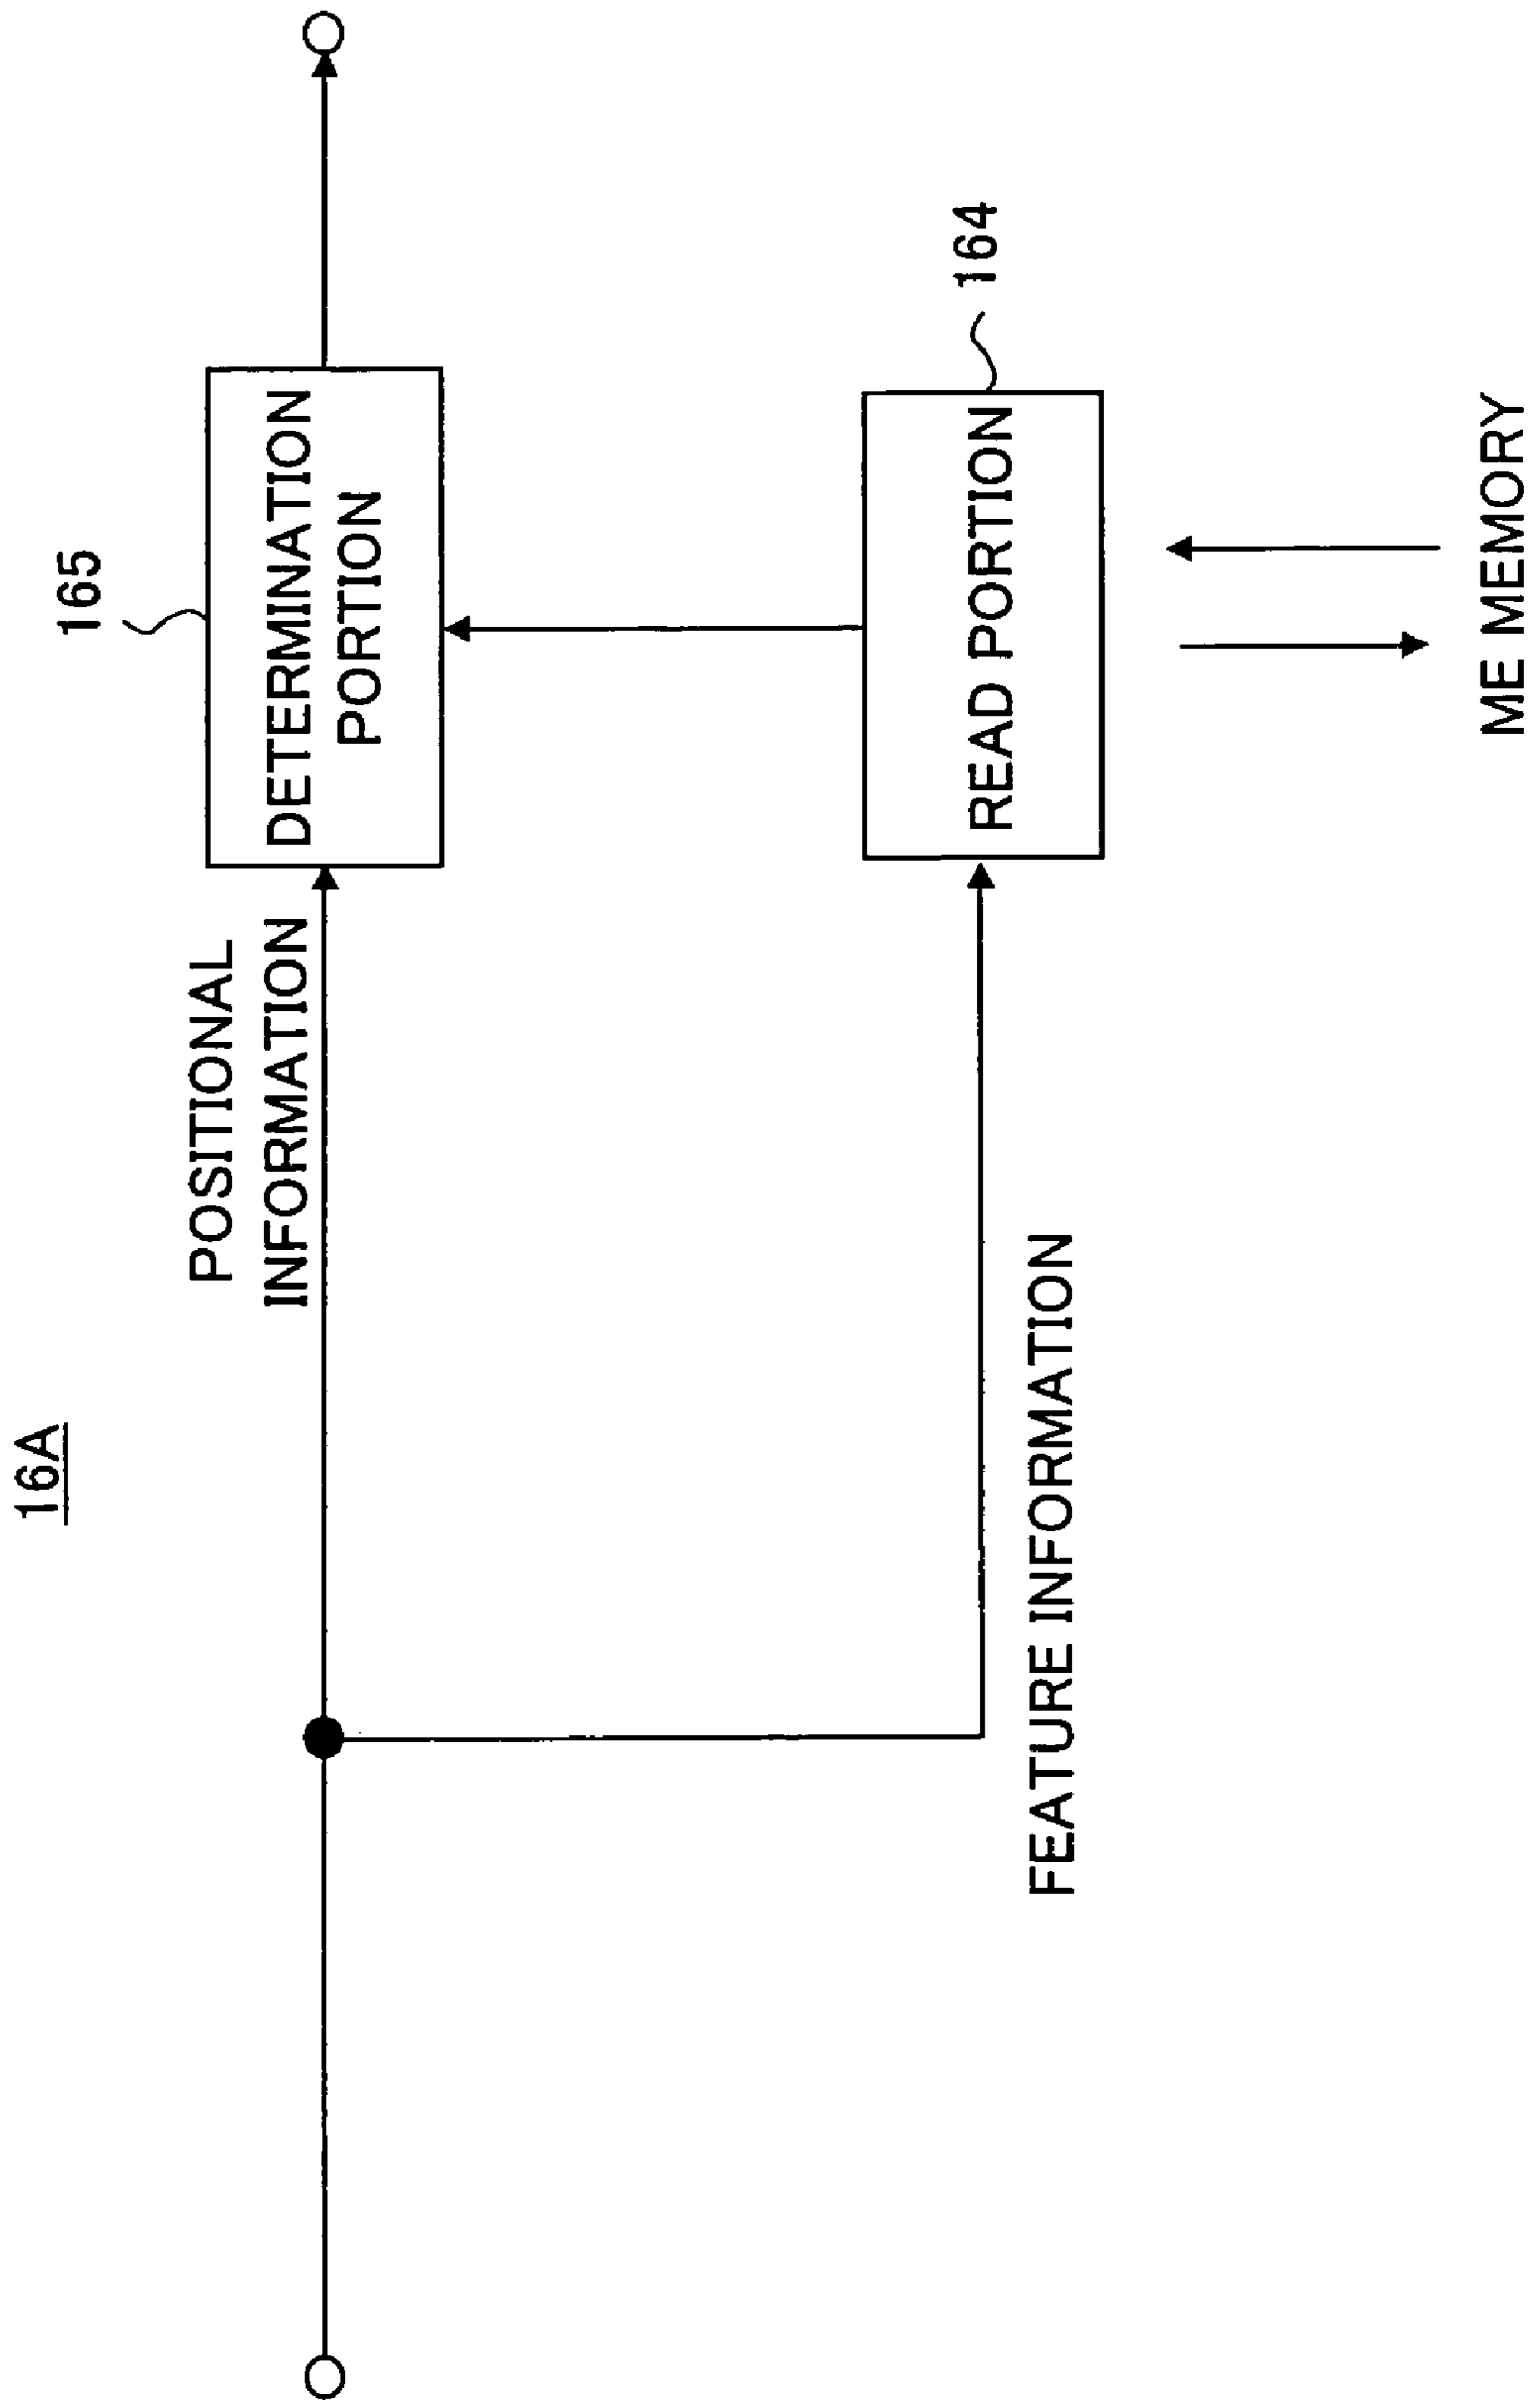 16A
165
POSITIONAL
INFORMATION
DETERMINATION
PORTION
FEATURE INFORMATION
READ PORTION
164
ME MEMORY